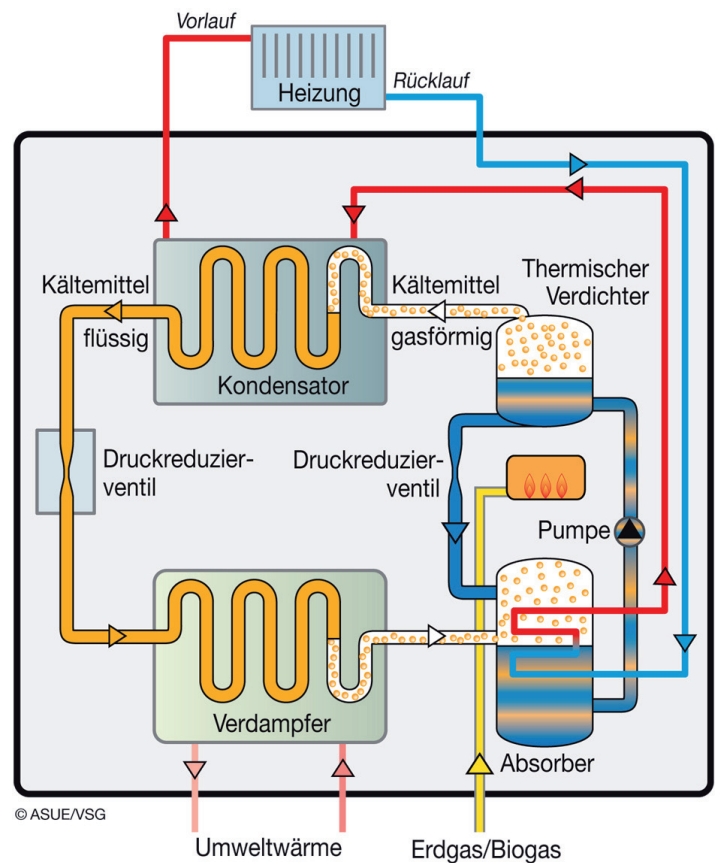 Vorlauf
Heizung
Rücklauf
Kältemittel
flüssig
Kältemittel
gasförmig
Thermischer
Verdichter
Kondensator
Druckreduzier-
ventil
Druckreduzier-
ventil
Pumpe
Verdampfer
Absorber
© ASUE/VSG
Umweltwärme
Erdgas/Biogas